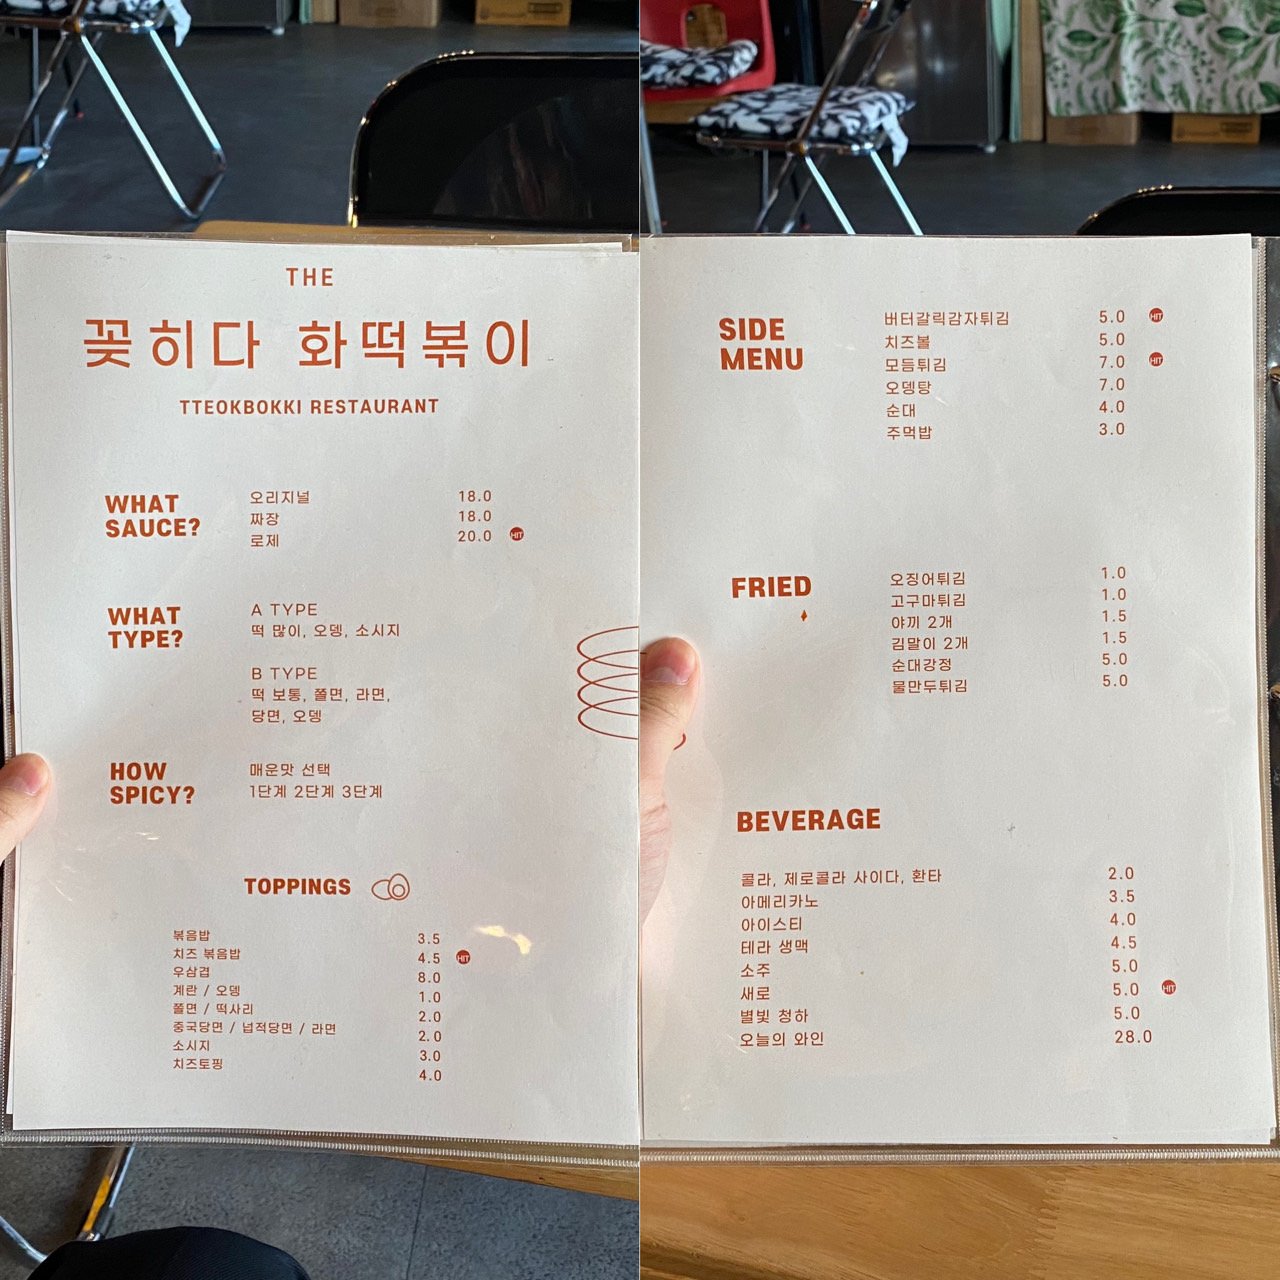 THE
꽃히다 화떡볶이
TTEOKBOKKI RESTAURANT
WHAT SAUCE?
오리지널 18.0
짜장 18.0
로제 20.0 HIT
WHAT TYPE?
A TYPE
떡 많이, 오뎅, 소시지
B TYPE
떡 보통, 쫄면, 라면,
당면, 오뎅
HOW SPICY?
매운맛 선택
1단계 2단계 3단계
TOPPINGS
볶음밥 3.5
치즈 볶음밥 4.5 HIT
우삼겹 8.0
계란 / 오뎅 1.0
쫄면 / 떡사리 2.0
중국당면 / 넙적당면 / 라면 2.0
소시지 3.0
치즈토핑 4.0
SIDE MENU
버터갈릭감자튀김 5.0 HIT
치즈볼 5.0
모듬튀김 7.0 HIT
오뎅탕 7.0
순대 4.0
주먹밥 3.0
FRIED
오징어튀김 1.0
고구마튀김 1.0
야끼 2개 1.5
김말이 2개 1.5
순대강정 5.0
물만두튀김 5.0
BEVERAGE
콜라, 제로콜라 사이다, 환타 2.0
아메리카노 3.5
아이스티 4.0
테라 생맥 4.5
소주 5.0
새로 5.0 HIT
별빛 청하 5.0
오늘의 와인 28.0